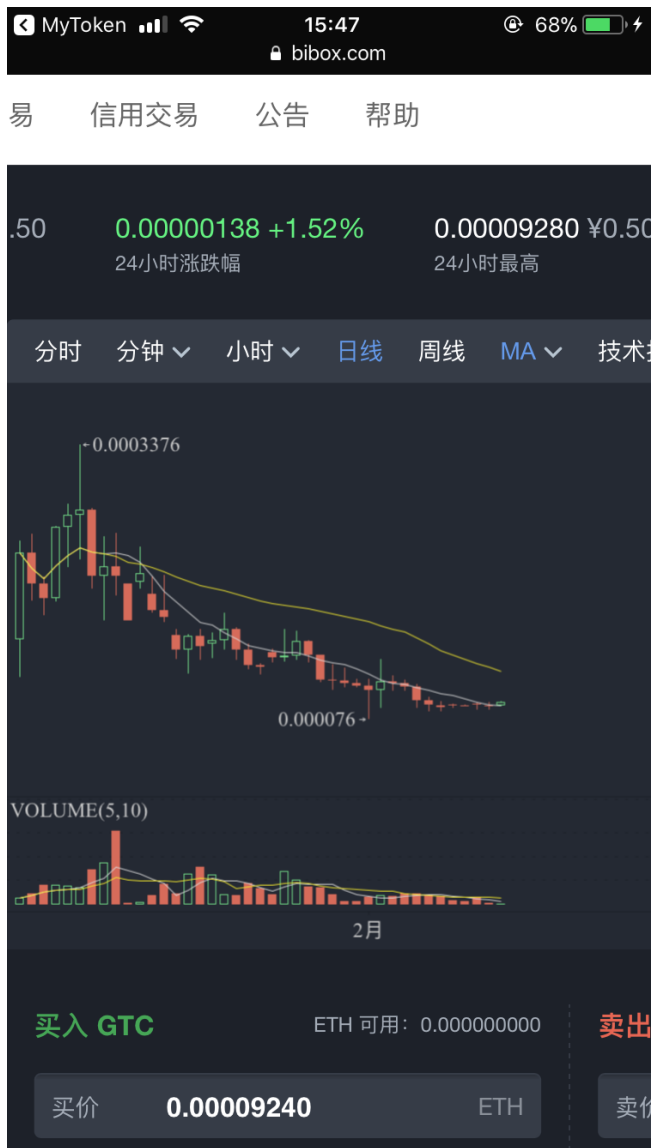 MyToken 15:47 68%
bibox.com
易 信用交易 公告 帮助
.50 0.00000138 +1.52% 0.00009280 ¥0.50
24小时涨跌幅 24小时最高
分时 分钟 小时 日线 周线 MA 技术
0.0003376
0.000076
VOLUME(5,10)
2月
买入 GTC ETH 可用：0.000000000 卖出
买价 0.00009240 ETH 卖